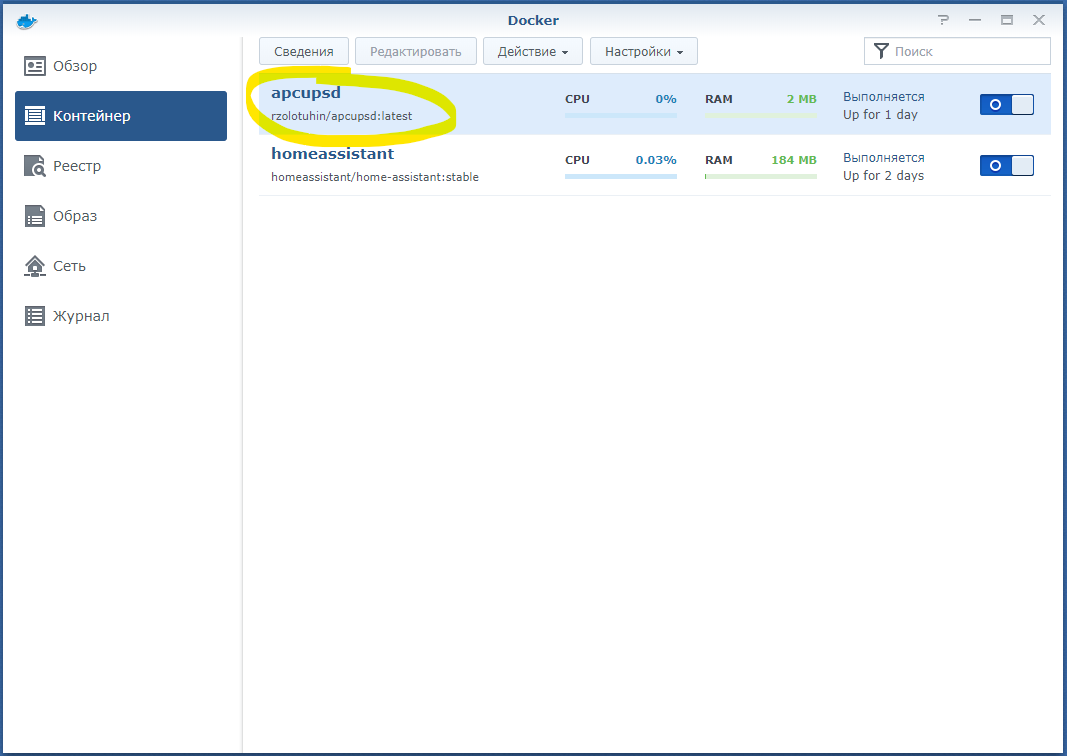 Docker
Обзор
Контейнер
Реестр
Образ
Сеть
Журнал
Сведения
Редактировать
Действие
Настройки
Поиск
apcupsd
rzolotuhin/apcupsd:latest
CPU 0%
RAM 2 MB
Выполняется
Up for 1 day
homeassistant
homeassistant/home-assistant:stable
CPU 0.03%
RAM 184 MB
Выполняется
Up for 2 days